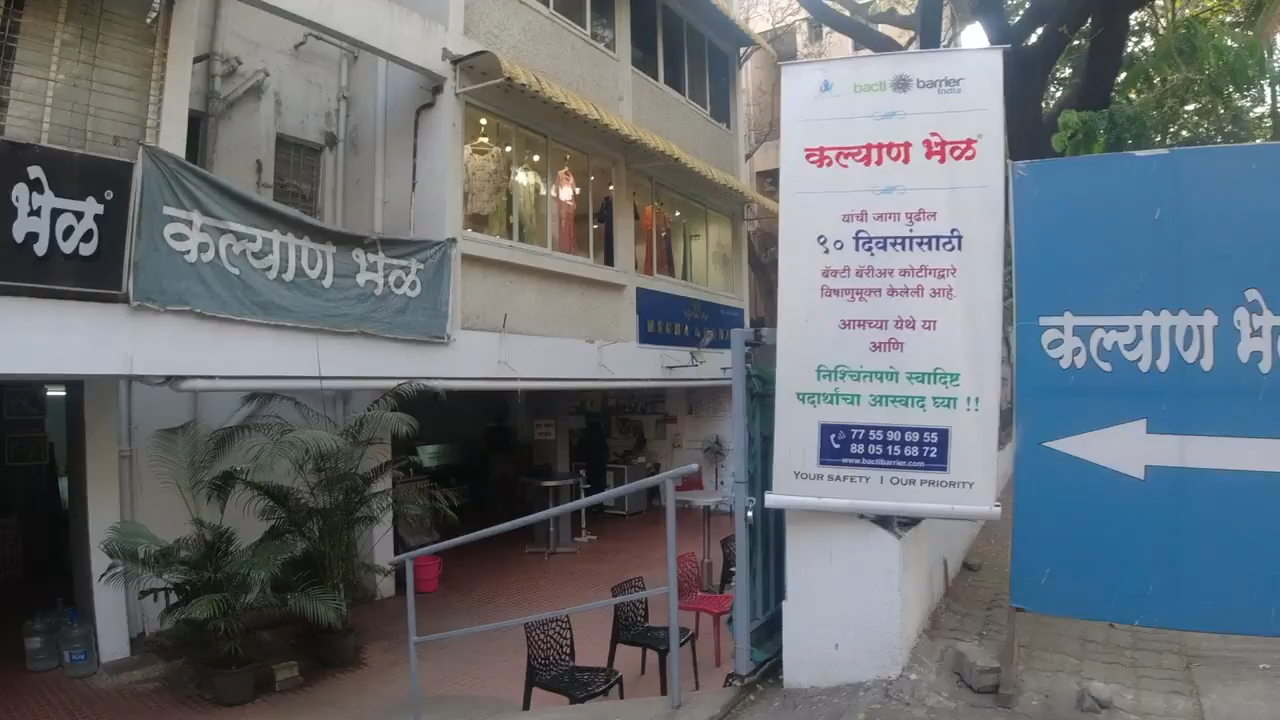 भेळ®
कल्याण भेळ
bacti barrier
India
कल्याण भेळ®
यांची जागा पुढील
९० दिवसांसाठी
बॅक्टी बॅरीअर कोटींगद्वारे
विषाणुमूक्त केलेली आहे.
आमच्या येथे या
आणि
निश्चिंतपणे स्वादिष्ट
पदार्थांचा आस्वाद घ्या !!
77 55 90 69 55
88 05 15 68 72
www.bactibarrier.com
YOUR SAFETY | OUR PRIORITY
कल्याण भे